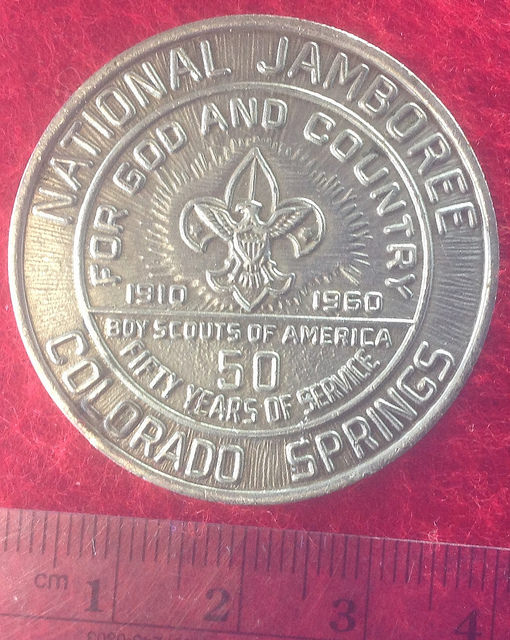 NATIONAL JAMBOREE
FOR GOD AND COUNTRY
1910 1960
BOY SCOUTS OF AMERICA
50
FIFTY YEARS OF SERVICE
COLORADO SPRINGS
cm 1 2 3 4